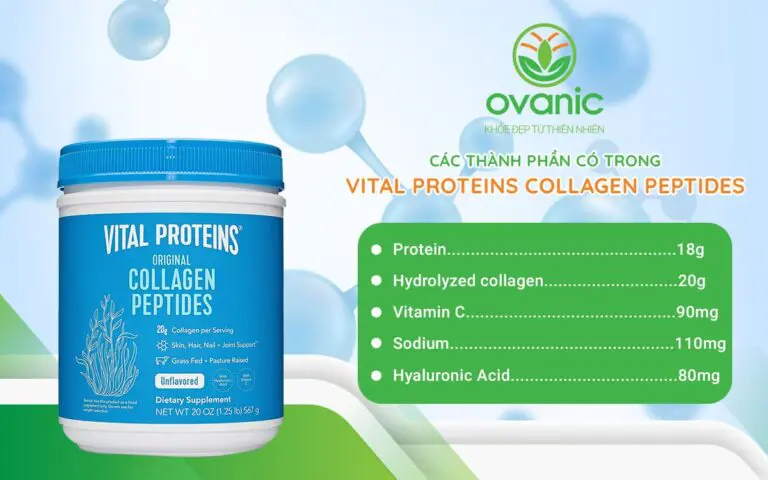 ovanic
KHỎE ĐẸP TỪ THIÊN NHIÊN
CÁC THÀNH PHẦN CÓ TRONG
VITAL PROTEINS COLLAGEN PEPTIDES
Protein..........................................18g
Hydrolyzed collagen........................20g
Vitamin C......................................90mg
Sodium........................................110mg
Hyaluronic Acid..............................80mg
VITAL PROTEINS®
ORIGINAL
COLLAGEN
PEPTIDES
20g Collagen per Serving
Skin, Hair, Nail • Joint Support
Grass Fed • Pasture Raised
Unflavored
Dietary Supplement
NET WT 20 OZ (1.25 lb) 567 g